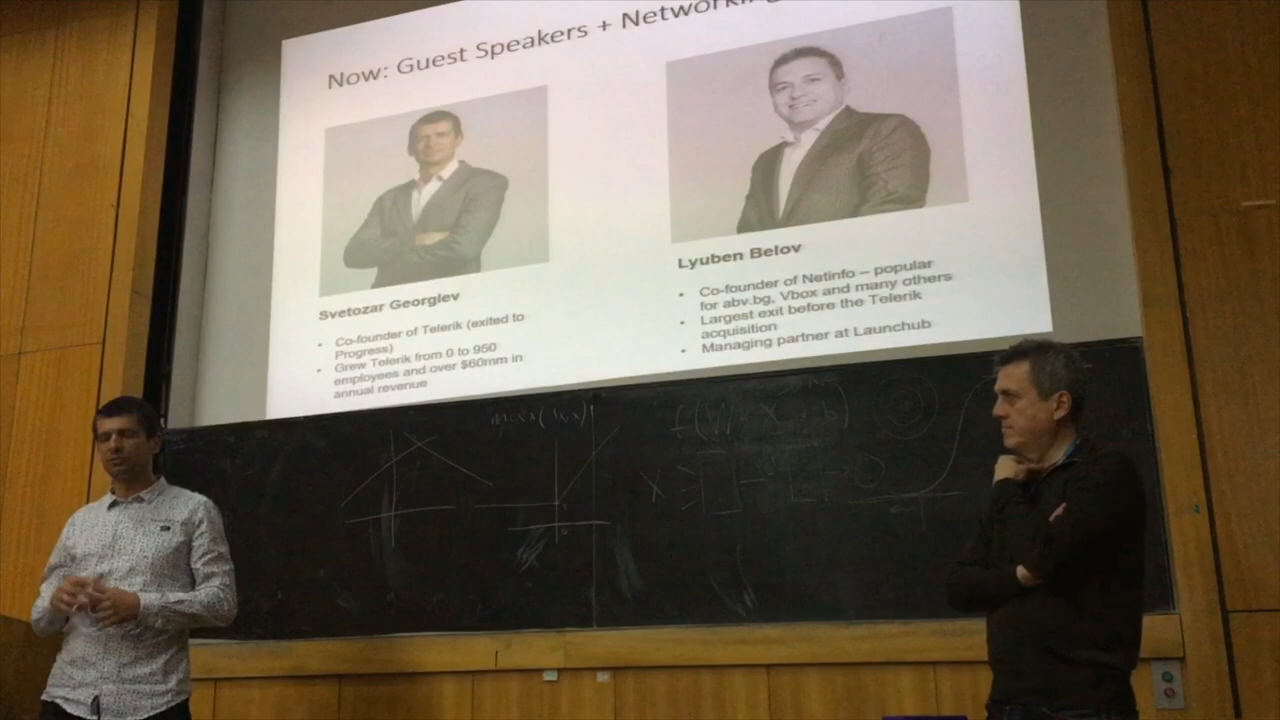 Now: Guest Speakers + Networking
Svetozar Georgiev
• Co-founder of Telerik (exited to
Progress)
• Grew Telerik from 0 to 950
employees and over $60mm in
annual revenue
Lyuben Belov
• Co-founder of Netinfo – popular
for abv.bg, Vbox and many others
• Largest exit before the Telerik
acquisition
• Managing partner at Launchub
X